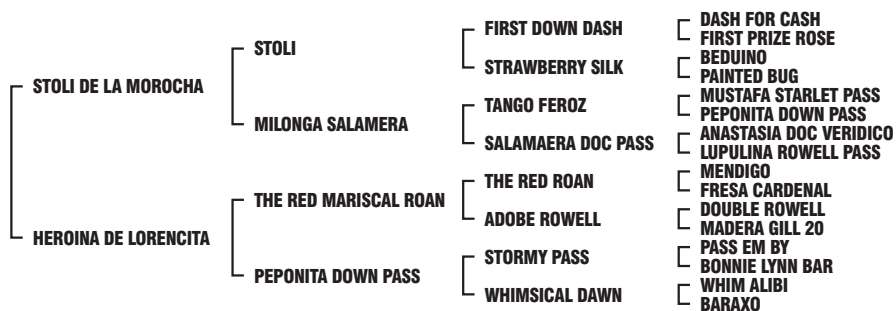 STOLI DE LA MOROCHA
HEROINA DE LORENCITA
STOLI
MILONGA SALAMERA
THE RED MARISCAL ROAN
PEPONITA DOWN PASS
FIRST DOWN DASH
STRAWBERRY SILK
TANGO FEROZ
SALAMAERA DOC PASS
THE RED ROAN
ADOBE ROWELL
STORMY PASS
WHIMSICAL DAWN
DASH FOR CASH
FIRST PRIZE ROSE
BEDUINO
PAINTED BUG
MUSTAFA STARLET PASS
PEPONITA DOWN PASS
ANASTASIA DOC VERIDICO
LUPULINA ROWELL PASS
MENDIGO
FRESA CARDENAL
DOUBLE ROWELL
MADERA GILL 20
PASS EM BY
BONNIE LYNN BAR
WHIM ALIBI
BARAXO